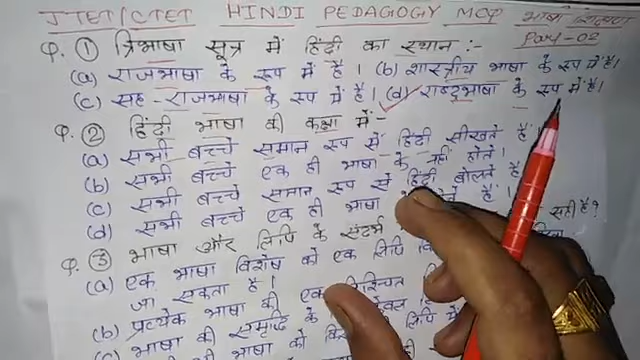 JTET/CTET HINDI PEDAGOGY MCQ भाषा शिक्षण
Part-02
Q. ① त्रिभाषा सूत्र में हिंदी का स्थान :-
(a) राजभाषा के रूप में है । (b) शास्त्रीय भाषा के रूप में है।
(c) सह-राजभाषा के रूप में है । (d) राष्ट्रभाषा के रूप में है।
Q. ② हिंदी भाषा की कक्षा में -
(a) सभी बच्चे समान रूप में हिंदी सीखते हैं
(b) सभी बच्चे एक ही भाषा के नहीं होते।
(c) सभी बच्चे समान रूप से हिंदी बोलते हैं
(d) सभी बच्चे एक ही भाषा हैं ।
Q. ③ भाषा और लिपि के संदर्भ सही है?
(a) एक भाषा विशेष को एक लिपि
जा सकता है।
(b) प्रत्येक भाषा की एक निश्चित
(c) भाषा की समृद्धि के
भी भाषा को